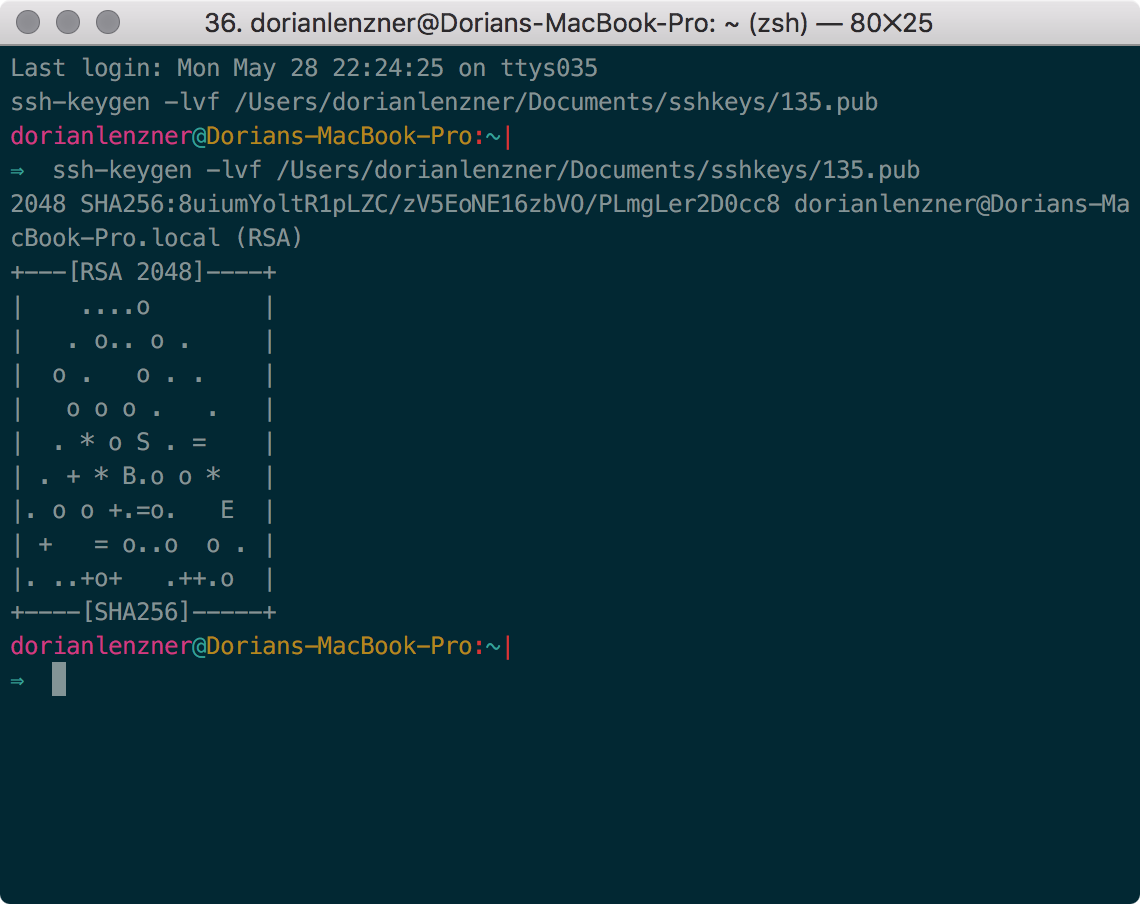 36. dorianlenzner@Dorians-MacBook-Pro: ~ (zsh) — 80×25
Last login: Mon May 28 22:24:25 on ttys035
ssh-keygen -lvf /Users/dorianlenzner/Documents/sshkeys/135.pub
dorianlenzner@Dorians-MacBook-Pro:~|
⇒  ssh-keygen -lvf /Users/dorianlenzner/Documents/sshkeys/135.pub
2048 SHA256:8uiumYoltR1pLZC/zV5EoNE16zbVO/PLmgLer2D0cc8 dorianlenzner@Dorians-Ma
cBook-Pro.local (RSA)
+---[RSA 2048]----+
|    ....o        |
|   . o.. o .     |
|  o .   o . .    |
|   o o o .   .   |
|  . * o S . =    |
| . + * B.o o *   |
|. o o +.=o.   E  |
| +   = o..o  o . |
|. ..+o+   .++.o  |
+----[SHA256]-----+
dorianlenzner@Dorians-MacBook-Pro:~|
⇒